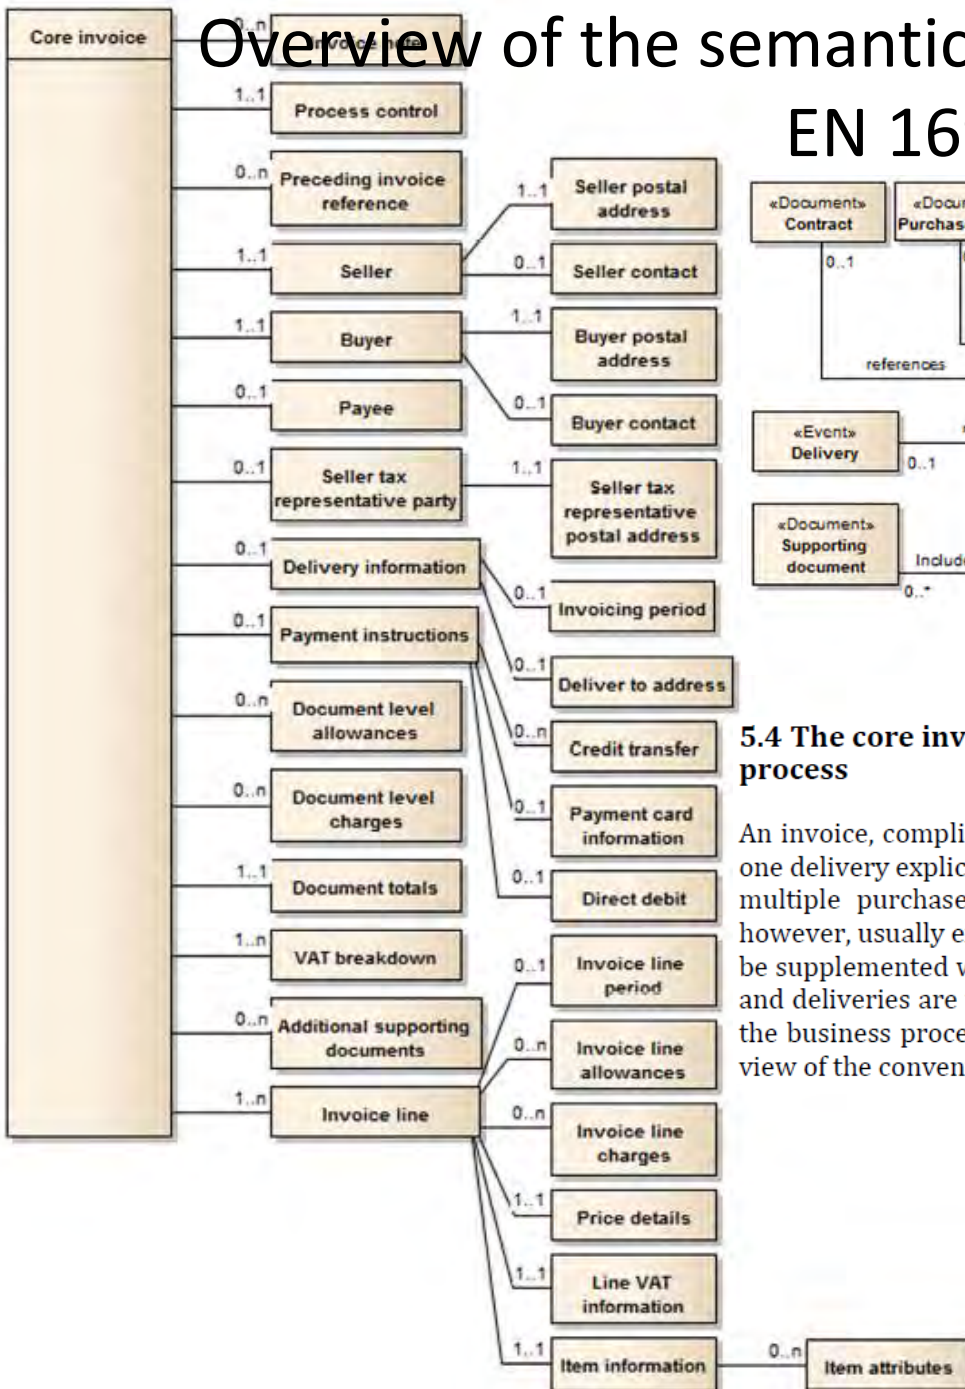 Overview of the semantic
EN 16
Core invoice
0..n
Invoice note
1..1
Process control
0..n
Preceding invoice
reference
1..1
Seller
1..1
Seller postal
address
0..1
Seller contact
1..1
Buyer
1..1
Buyer postal
address
0..1
Buyer contact
0..1
Payee
0..1
Seller tax
representative party
1..1
Seller tax
representative
postal address
0..1
Delivery information
0..1
Invoicing period
0..1
Deliver to address
0..1
Payment instructions
0..n
Credit transfer
0..1
Payment card
information
0..1
Direct debit
0..n
Document level
allowances
0..n
Document level
charges
1..1
Document totals
1..n
VAT breakdown
0..n
Additional supporting
documents
1..n
Invoice line
0..1
Invoice line
period
0..n
Invoice line
allowances
0..n
Invoice line
charges
1..1
Price details
1..1
Line VAT
information
1..1
Item information
0..n
Item attributes
«Document»
Contract
0..1
«Docu
Purchas
references
«Event»
Delivery
0..1
«Document»
Supporting
document
Includ
0..*
5.4 The core inv
process
An invoice, compli
one delivery explic
multiple purchase
however, usually e
be supplemented v
and deliveries are
the business proce
view of the conven